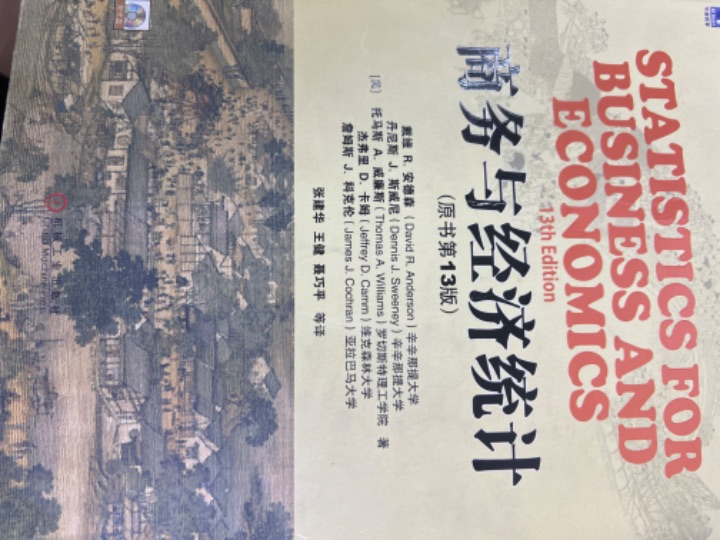 STATISTICS FOR
BUSINESS AND
ECONOMICS
13th Edition
商务与经济统计
(原书第13版)
戴维 R. 安德森 (David R. Anderson) 辛辛那提大学
丹尼斯 J. 斯威尼 (Dennis J. Sweeney) 辛辛那提大学
[美] 托马斯 A. 威廉斯 (Thomas A. Williams) 罗切斯特理工学院 著
杰弗里 D. 卡姆 (Jeffrey D. Camm) 维克森林大学
詹姆斯 J. 科克伦 (James J. Cochran) 亚拉巴马大学
张建华 王健 聂巧平 等译